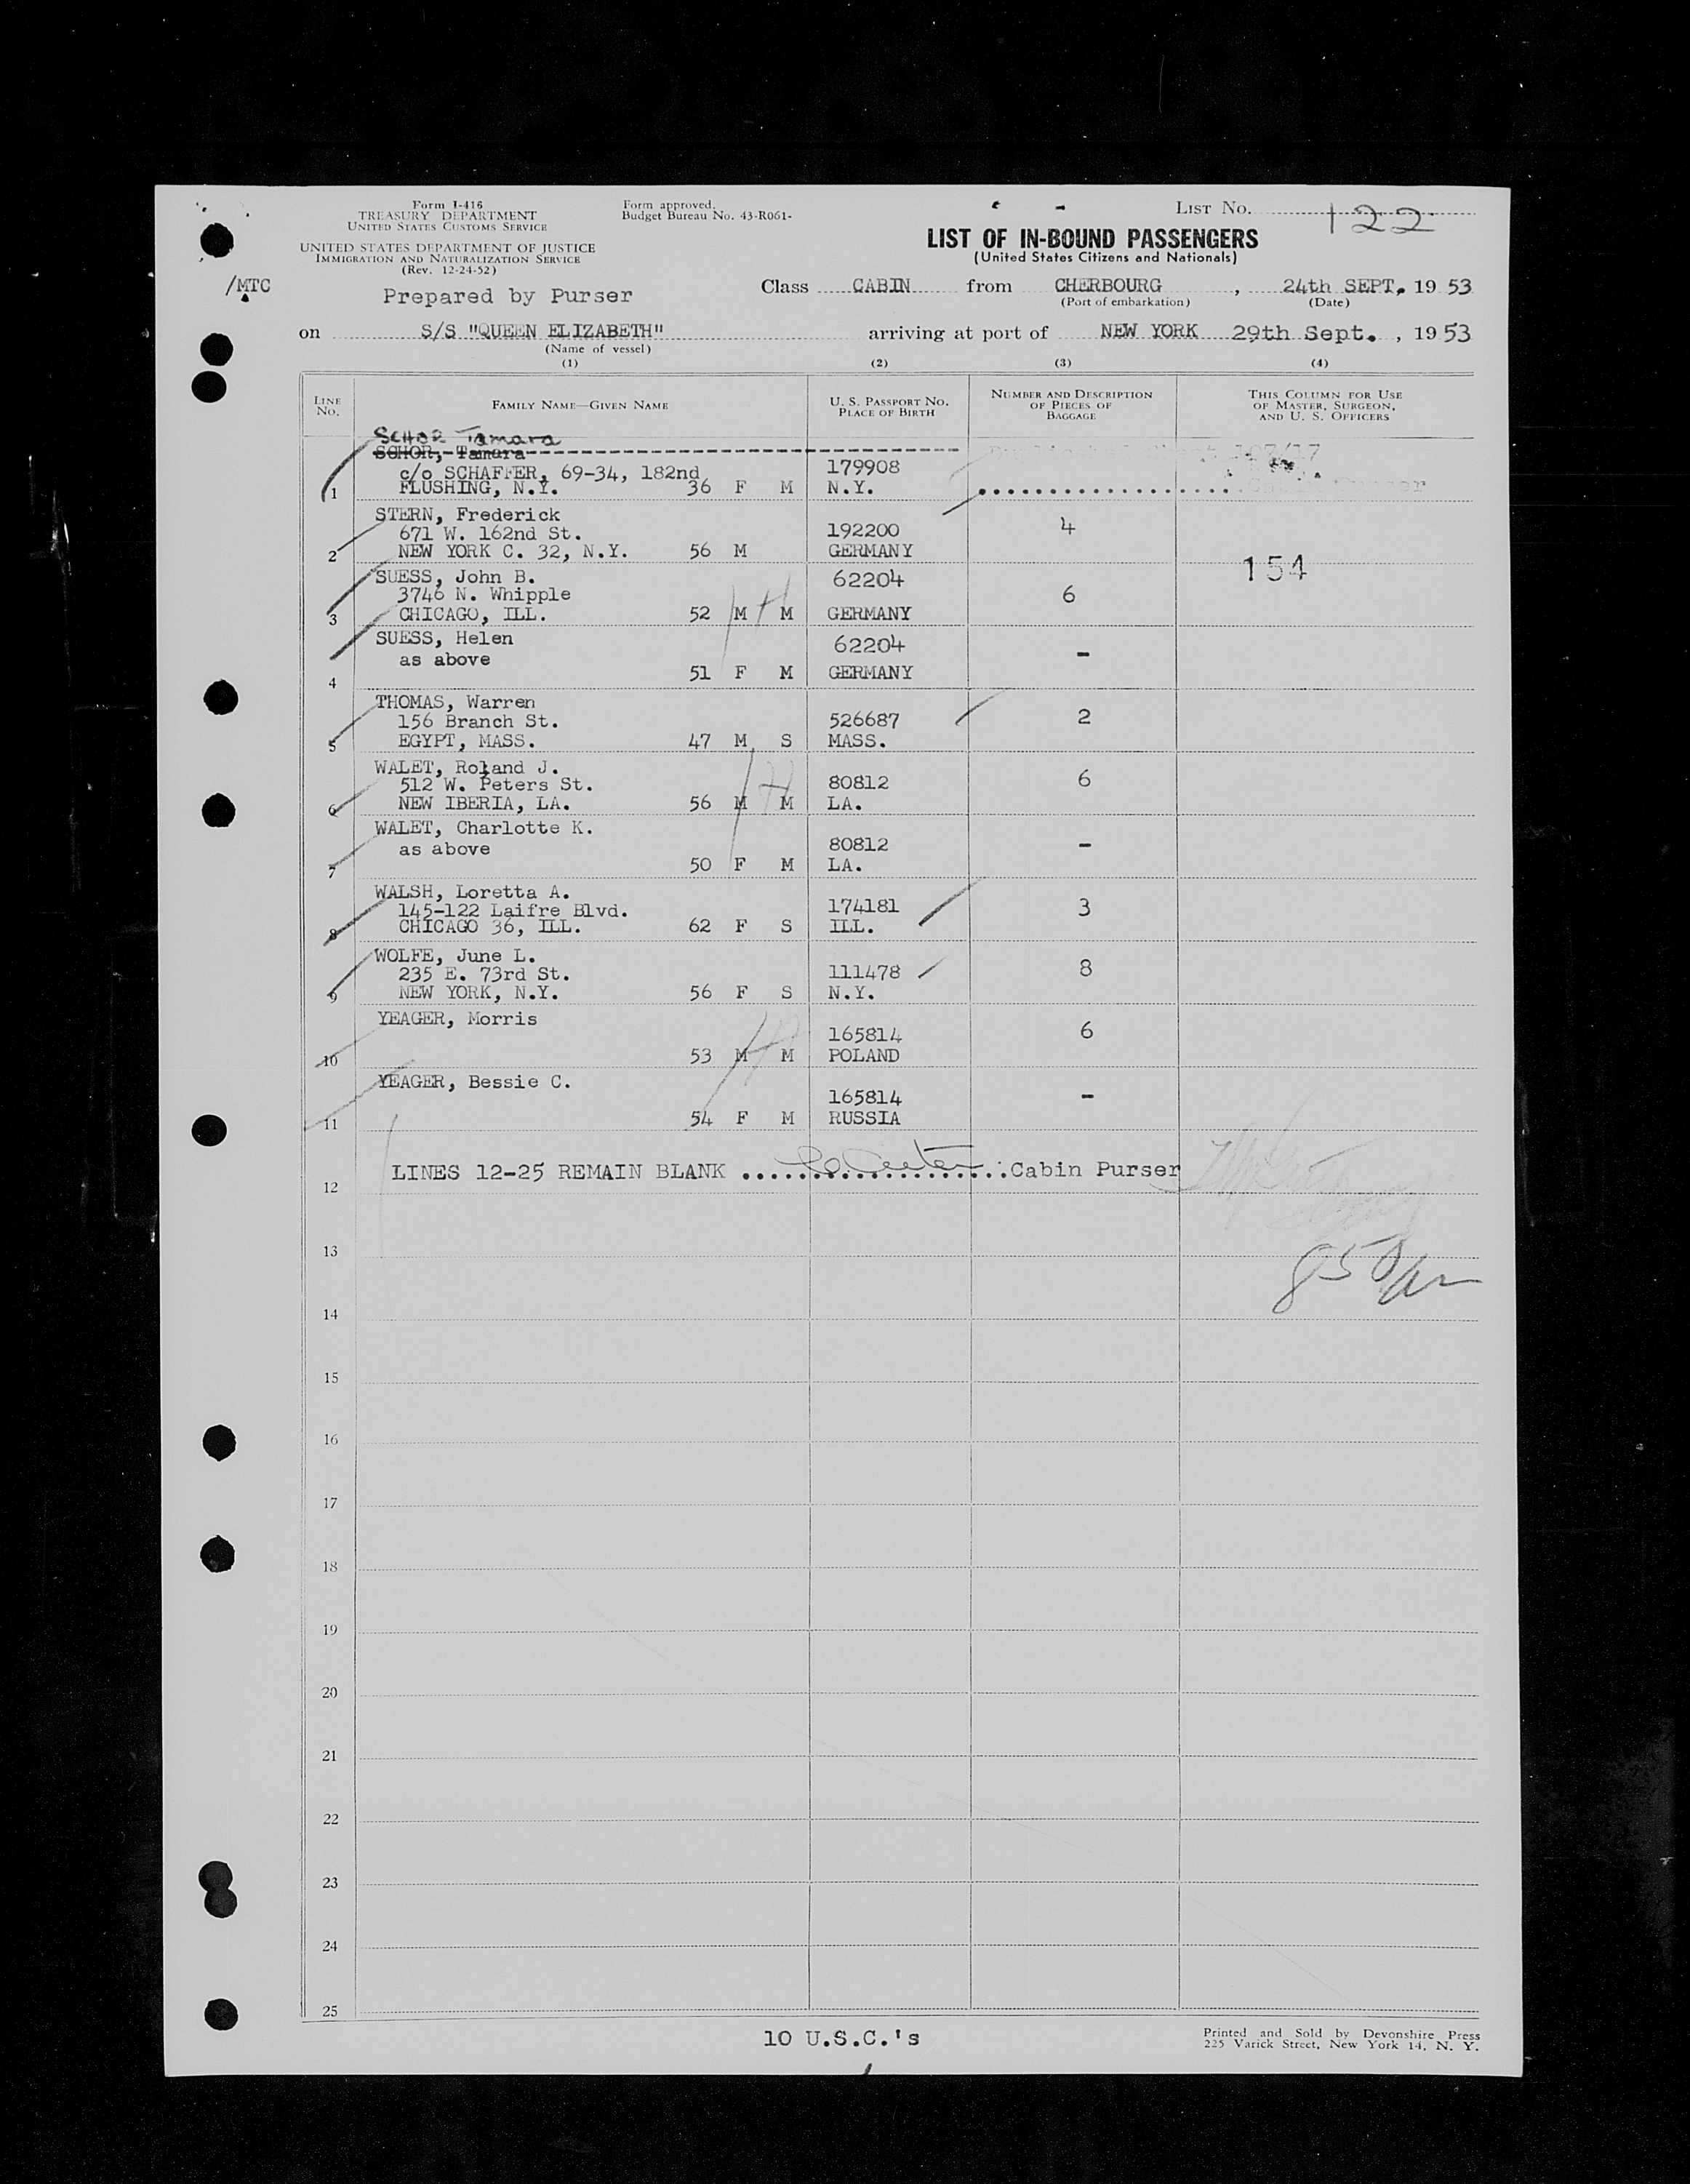 Form I-416
TREASURY DEPARTMENT
UNITED STATES CUSTOMS SERVICE
UNITED STATES DEPARTMENT OF JUSTICE
IMMIGRATION AND NATURALIZATION SERVICE
(Rev. 12-24-52)
Form approved.
Budget Bureau No. 43-R061-
LIST No. 122
LIST OF IN-BOUND PASSENGERS
(United States Citizens and Nationals)
/MTC
Prepared by Purser
Class CABIN from CHERBOURG, 24th SEPT. 1953
(Port of embarkation) (Date)
on S/S "QUEEN ELIZABETH" arriving at port of NEW YORK 29th Sept., 1953
(Name of vessel)
(1) (2) (3) (4)
LINE No. FAMILY NAME—GIVEN NAME U. S. PASSPORT NO. PLACE OF BIRTH NUMBER AND DESCRIPTION OF PIECES OF BAGGAGE THIS COLUMN FOR USE OF MASTER, SURGEON, AND U. S. OFFICERS
SCHOR Tamara
SCHOR, Tamara 107/17
c/o SCHAFFER, 69-34, 182nd 179908
1 FLUSHING, N.Y. 36 F M N.Y.
STERN, Frederick
671 W. 162nd St. 192200 4
2 NEW YORK C. 32, N.Y. 56 M GERMANY
154
SUESS, John B. 62204
3746 N. Whipple 6
3 CHICAGO, ILL. 52 M M GERMANY
SUESS, Helen 62204
as above -
4 51 F M GERMANY
THOMAS, Warren
156 Branch St. 526687 2
5 EGYPT, MASS. 47 M S MASS.
WALET, Roland J.
512 W. Peters St. 80812 6
6 NEW IBERIA, LA. 56 M M LA.
WALET, Charlotte K.
as above 80812 -
7 50 F M LA.
WALSH, Loretta A.
145-122 Laifre Blvd. 174181 3
8 CHICAGO 36, ILL. 62 F S ILL.
WOLFE, June L.
235 E. 73rd St. 111478 8
9 NEW YORK, N.Y. 56 F S N.Y.
YEAGER, Morris
165814 6
10 53 M M POLAND
YEAGER, Bessie C.
165814 -
11 54 F M RUSSIA
LINES 12-25 REMAIN BLANK .................... Cabin Purser
12
13
14
15
16
17
18
19
20
21
22
23
24
25
10 U.S.C.'s
Printed and Sold by Devonshire Press
225 Varick Street, New York 14, N. Y.